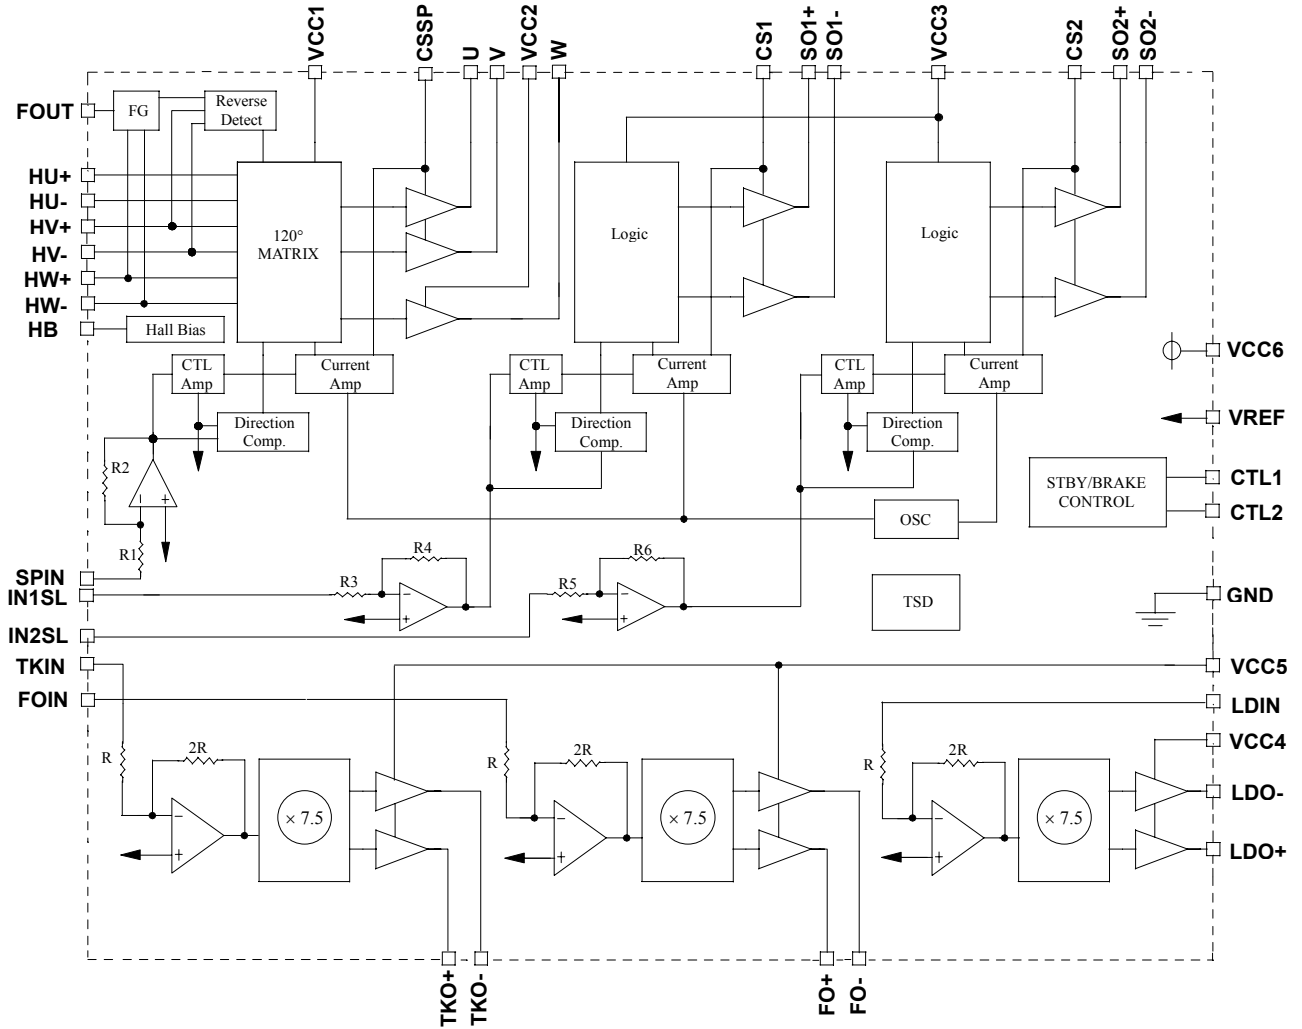 VCC1
CSSP
U
V
VCC2
W
CS1
SO1+
SO1-
VCC3
CS2
SO2+
SO2-
FOUT
FG
Reverse
Detect
HU+
HU-
HV+
HV-
HW+
HW-
HB
Hall Bias
120°
MATRIX
Logic
Logic
VCC6
CTL
Amp
Current
Amp
CTL
Amp
Current
Amp
CTL
Amp
Current
Amp
Direction
Comp.
Direction
Comp.
Direction
Comp.
VREF
R2
STBY/BRAKE
CONTROL
CTL1
CTL2
OSC
R1
R4
R6
SPIN
IN1SL
R3
R5
TSD
GND
IN2SL
TKIN
VCC5
FOIN
LDIN
VCC4
R
2R
R
2R
R
2R
× 7.5
× 7.5
× 7.5
LDO-
LDO+
−
+
−
+
−
+
−
+
−
+
−
+
TKO+
TKO-
FO+
FO-